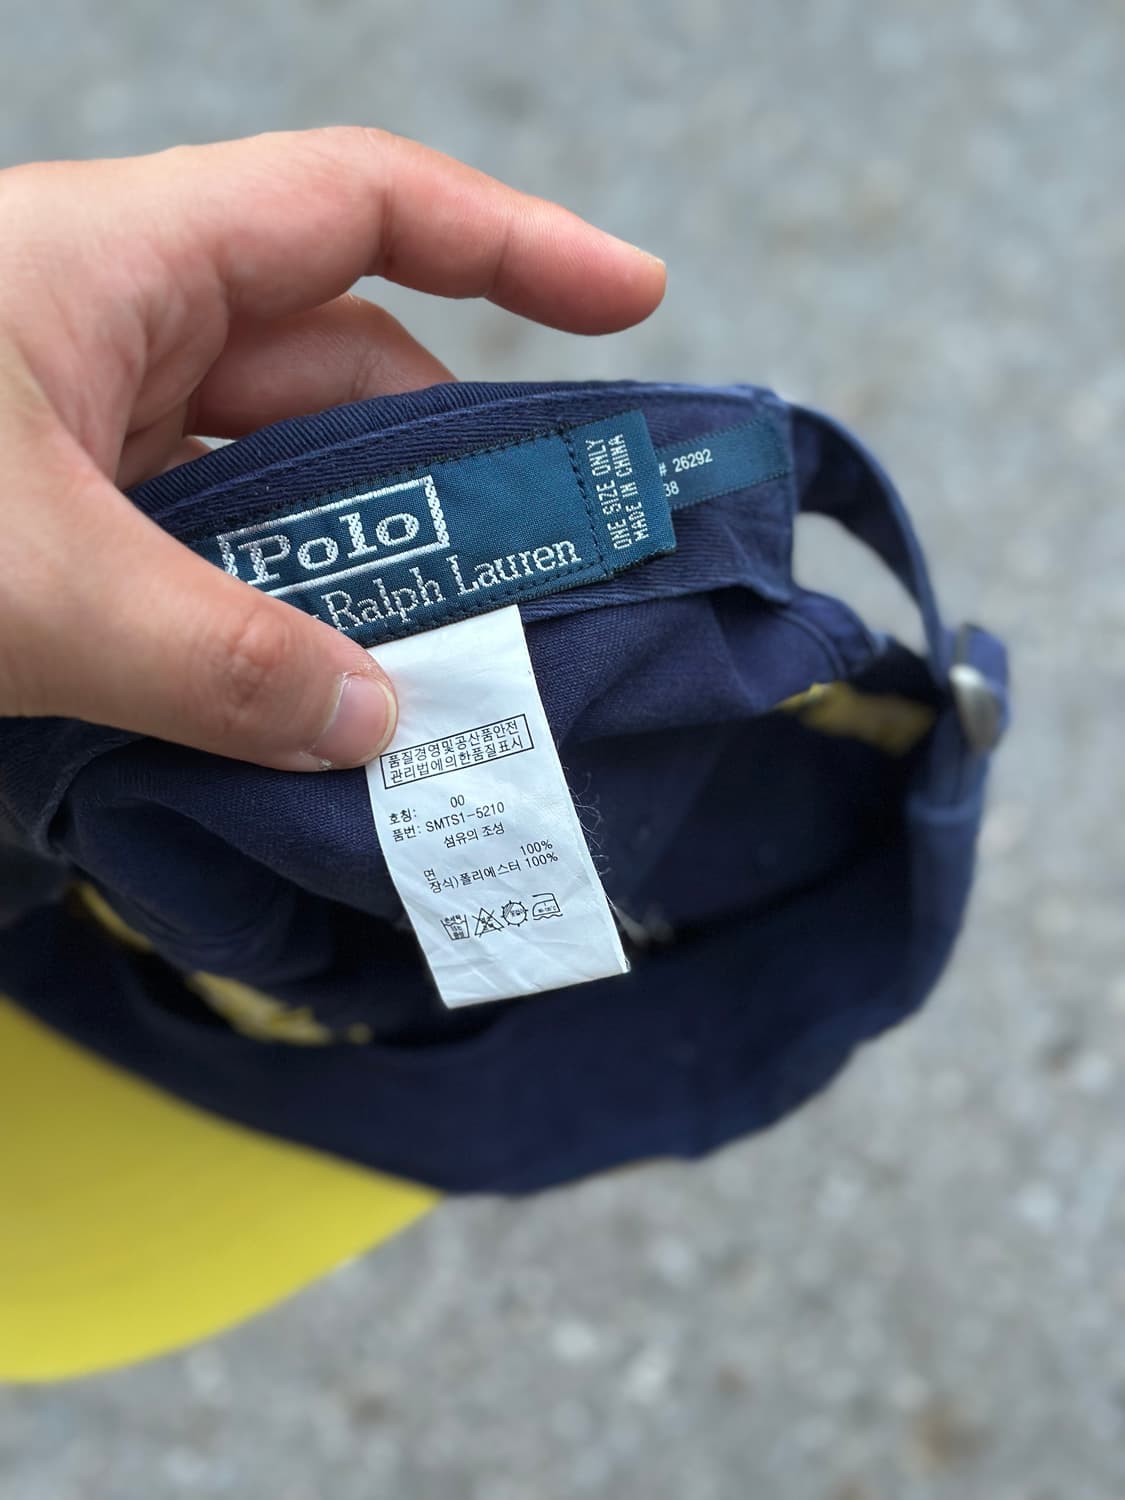 Polo
Ralph Lauren
ONE SIZE ONLY
MADE IN CHINA
# 26292
38
품질경영및공산품안전
관리법에의한품질표시
호칭: 00
품번: SMTS1-5210
섬유의 조성
면 100%
장식)폴리에스터 100%